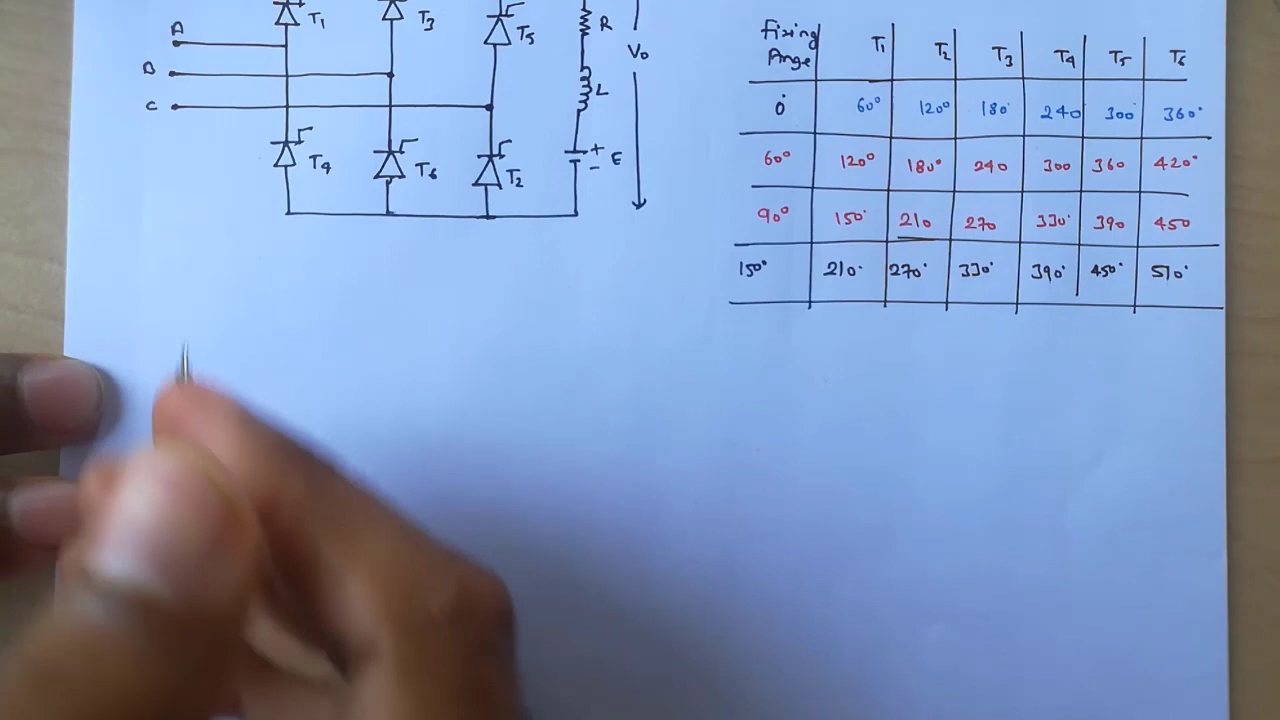 T1
T3
T5
R
A
Vo
B
L
C
T4
T6
T2
+
-
E
Firing Ange T1 T2 T3 T4 T5 T6
0° 60° 120° 180° 240 300° 360°
60° 120° 180° 240 300 360 420°
90° 150° 210 270 330° 390 450
150° 210° 270° 330° 390° 450° 510°